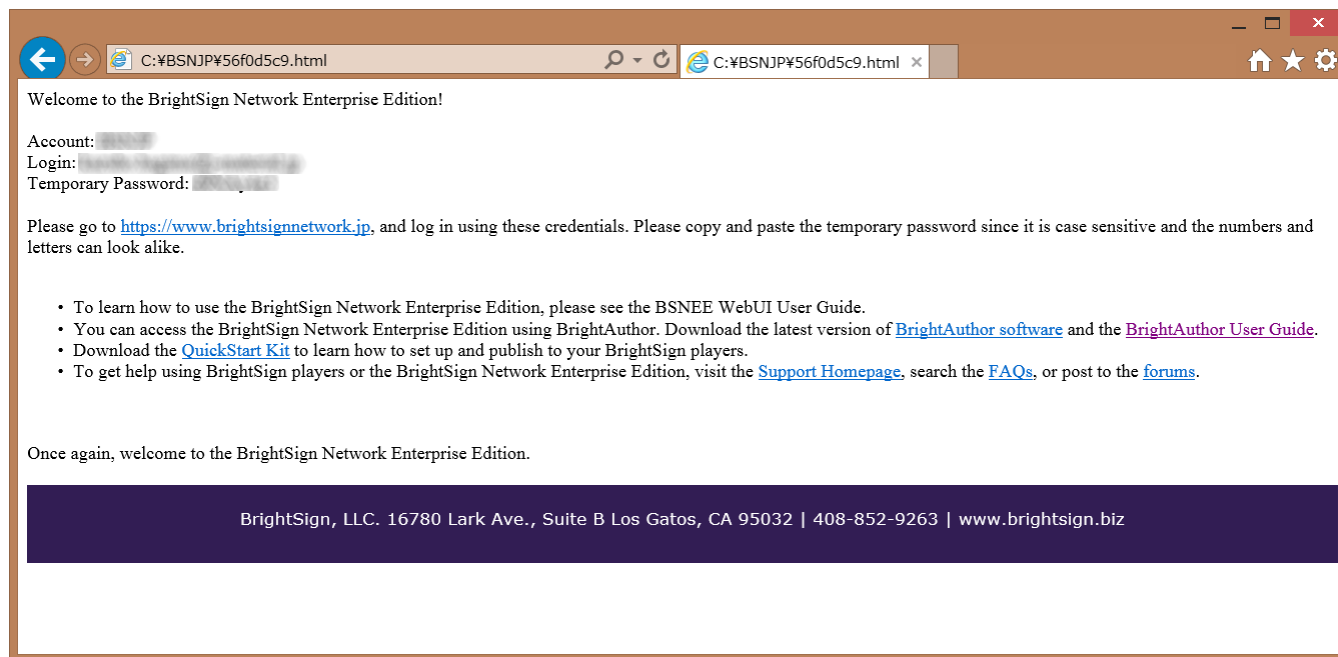 C:¥BSNJP¥56f0d5c9.html
C:¥BSNJP¥56f0d5c9.html
Welcome to the BrightSign Network Enterprise Edition!
Account:
Login:
Temporary Password:
Please go to https://www.brightsignnetwork.jp, and log in using these credentials. Please copy and paste the temporary password since it is case sensitive and the numbers and
letters can look alike.
• To learn how to use the BrightSign Network Enterprise Edition, please see the BSNEE WebUI User Guide.
• You can access the BrightSign Network Enterprise Edition using BrightAuthor. Download the latest version of BrightAuthor software and the BrightAuthor User Guide.
• Download the QuickStart Kit to learn how to set up and publish to your BrightSign players.
• To get help using BrightSign players or the BrightSign Network Enterprise Edition, visit the Support Homepage, search the FAQs, or post to the forums.
Once again, welcome to the BrightSign Network Enterprise Edition.
BrightSign, LLC. 16780 Lark Ave., Suite B Los Gatos, CA 95032 | 408-852-9263 | www.brightsign.biz